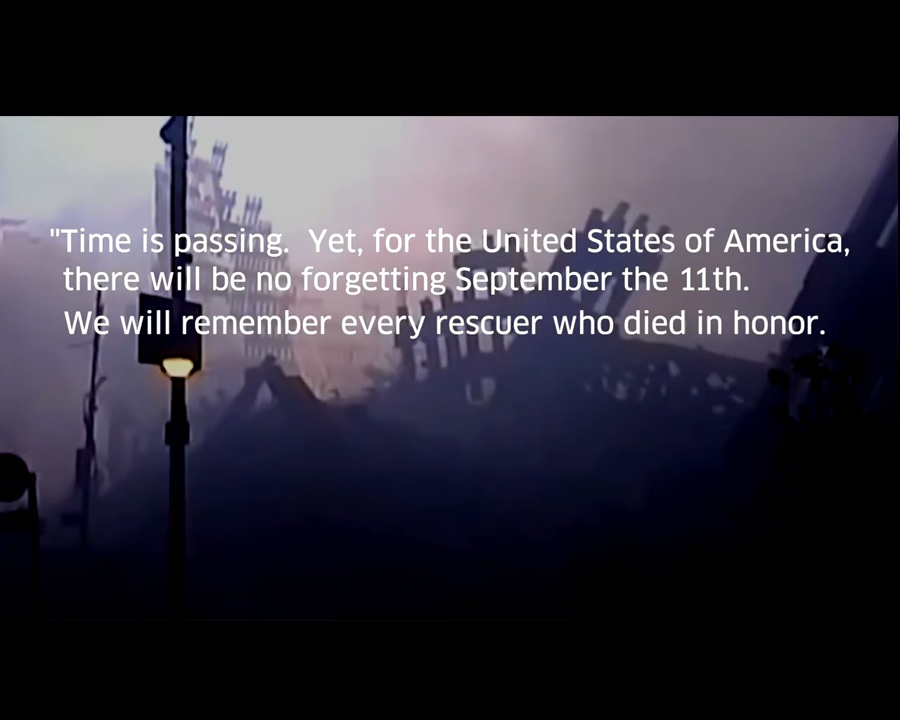 "Time is passing. Yet, for the United States of America,
there will be no forgetting September the 11th.
We will remember every rescuer who died in honor.